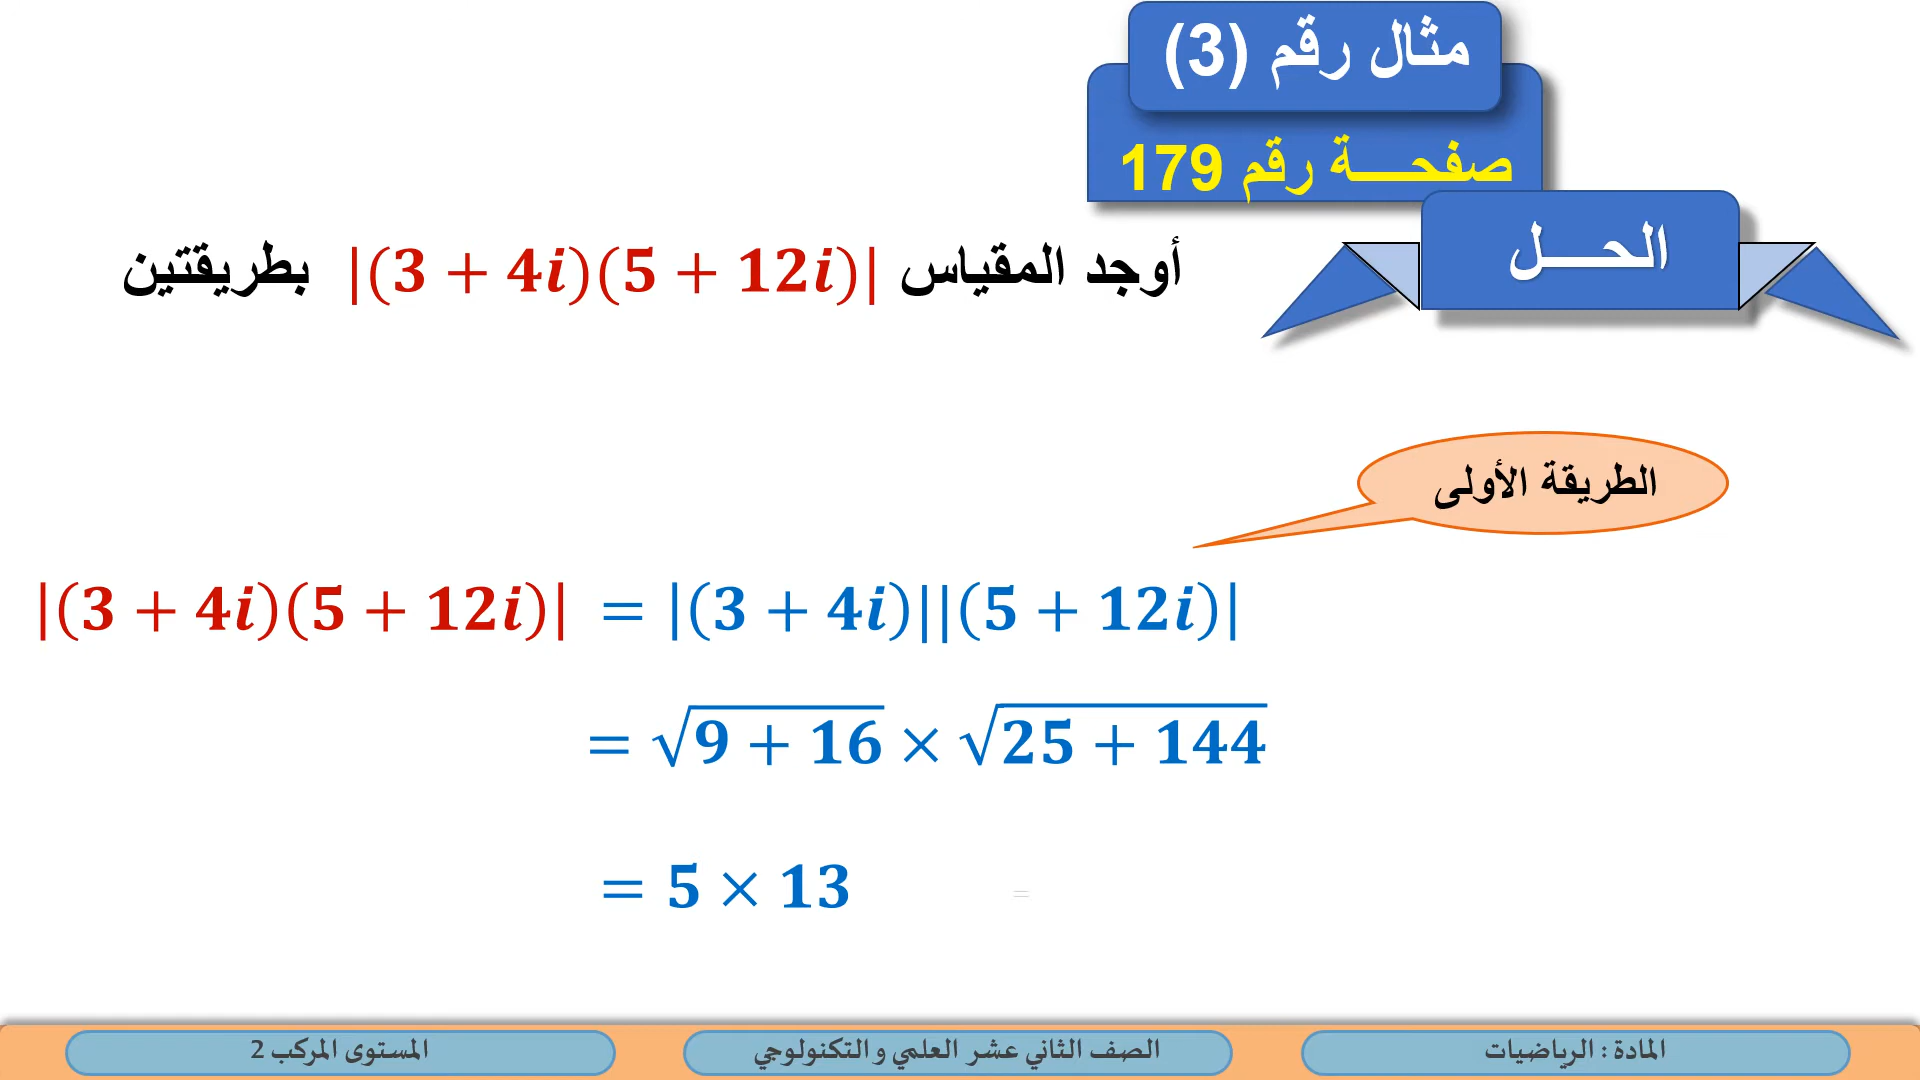 مثال رقم (3)
صفحـــــة رقم 179
الحـــــل
أوجد المقياس |(3 + 4i)(5 + 12i)| بطريقتين
الطريقة الأولى
|(3 + 4i)(5 + 12i)| = |(3 + 4i)||(5 + 12i)|
= √(9 + 16) × √(25 + 144)
= 5 × 13 =
المادة : الرياضيات
الصف الثاني عشر العلمي و التكنولوجي
المستوى المركب 2